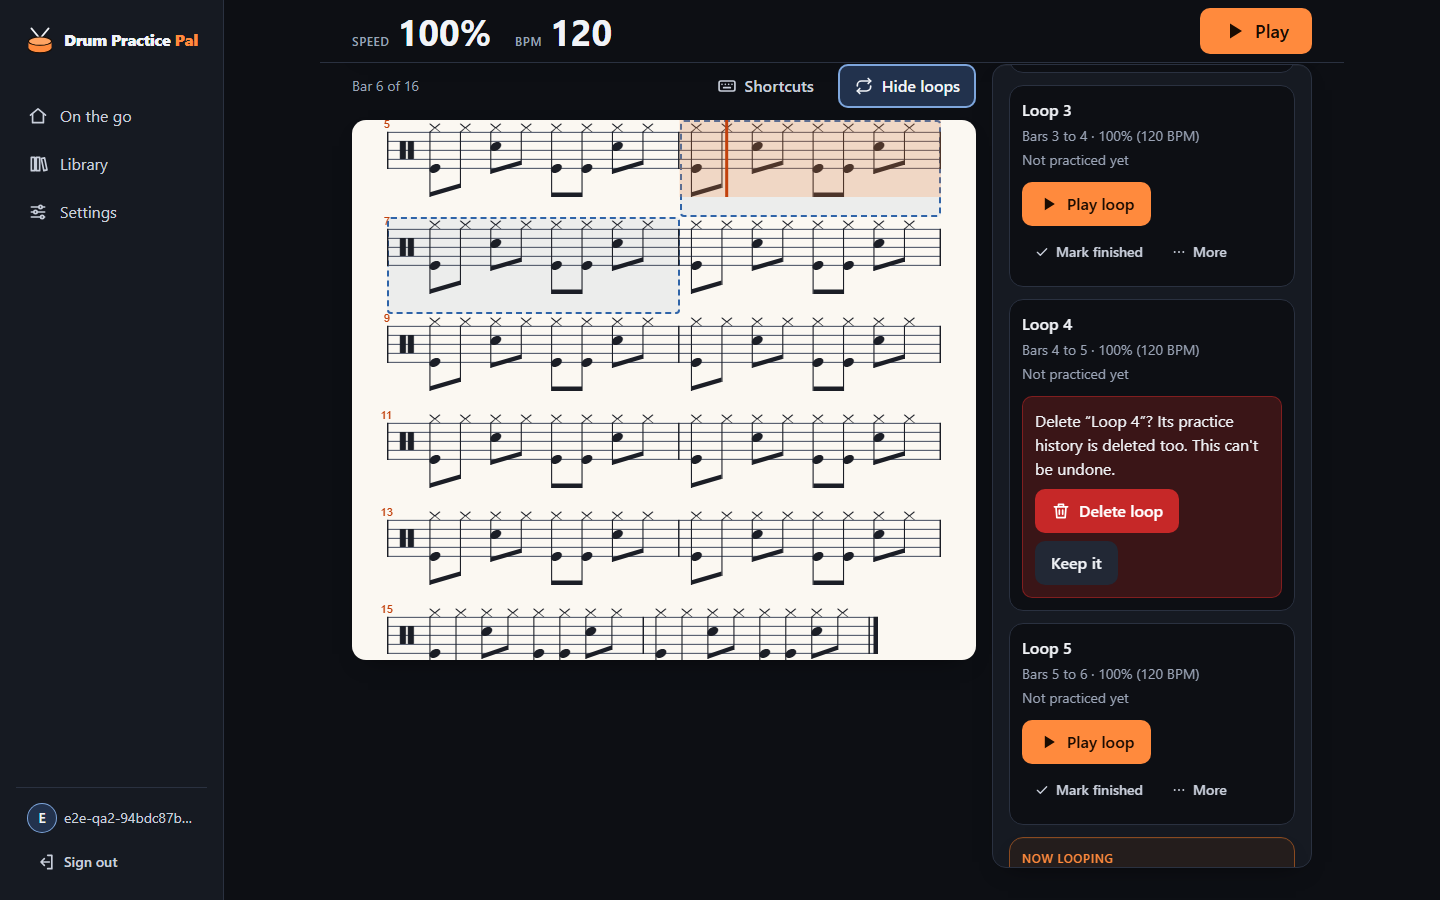 Drum Practice Pal
On the go
Library
Settings
E
e2e-qa2-94bdc87b...
Sign out
SPEED 100% BPM 120
Play
Bar 6 of 16
Shortcuts
Hide loops
5
7
9
11
13
15
Loop 3
Bars 3 to 4 · 100% (120 BPM)
Not practiced yet
Play loop
Mark finished
··· More
Loop 4
Bars 4 to 5 · 100% (120 BPM)
Not practiced yet
Delete “Loop 4”? Its practice
history is deleted too. This can't
be undone.
Delete loop
Keep it
Loop 5
Bars 5 to 6 · 100% (120 BPM)
Not practiced yet
Play loop
Mark finished
··· More
NOW LOOPING